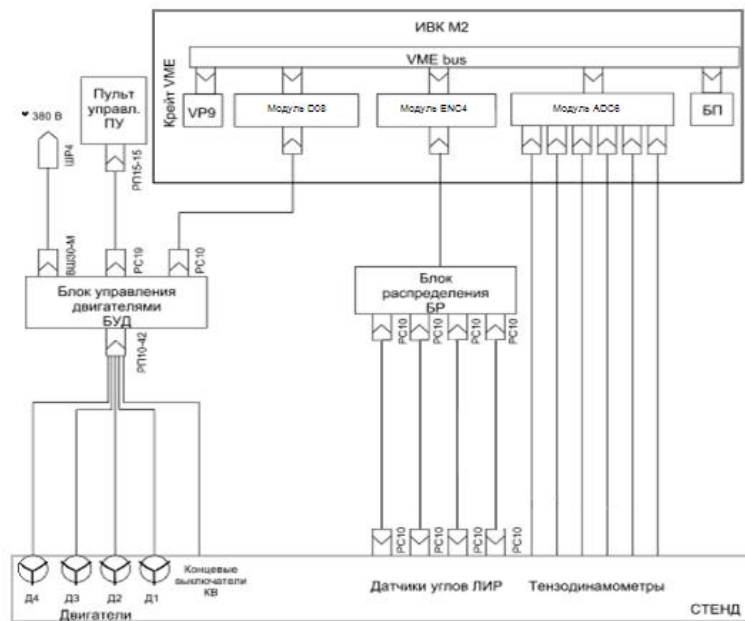 ИВК М2
VME bus
Крейт VME
VP9
Модуль D08
Модуль ENC4
Модуль ADC6
БП
Пульт
управл.
ПУ
380 В
ШР4
РП15-15
ВШ30-М
РС19
РС10
Блок управления
двигателями
БУД
РП10-42
Блок
распределения
БР
РС10
РС10
РС10
РС10
РС10
РС10
РС10
РС10
Д4
Д3
Д2
Д1
Двигатели
Концевые
выключатели
КВ
Датчики углов ЛИР
Тензодинамометры
СТЕНД